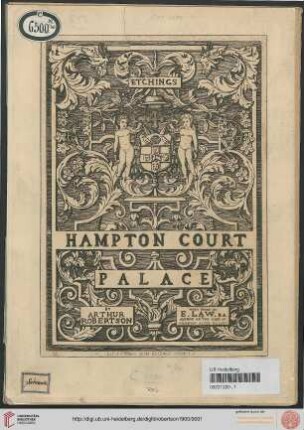 6500
ETCHINGS
HAMPTON COURT
PALACE
BY
ARTHUR
ROBERTSON
E. LAW, B.A.
UB Heidelberg
http://digi.ub.uni-heidelberg.de/diglit/robertson1900/0001